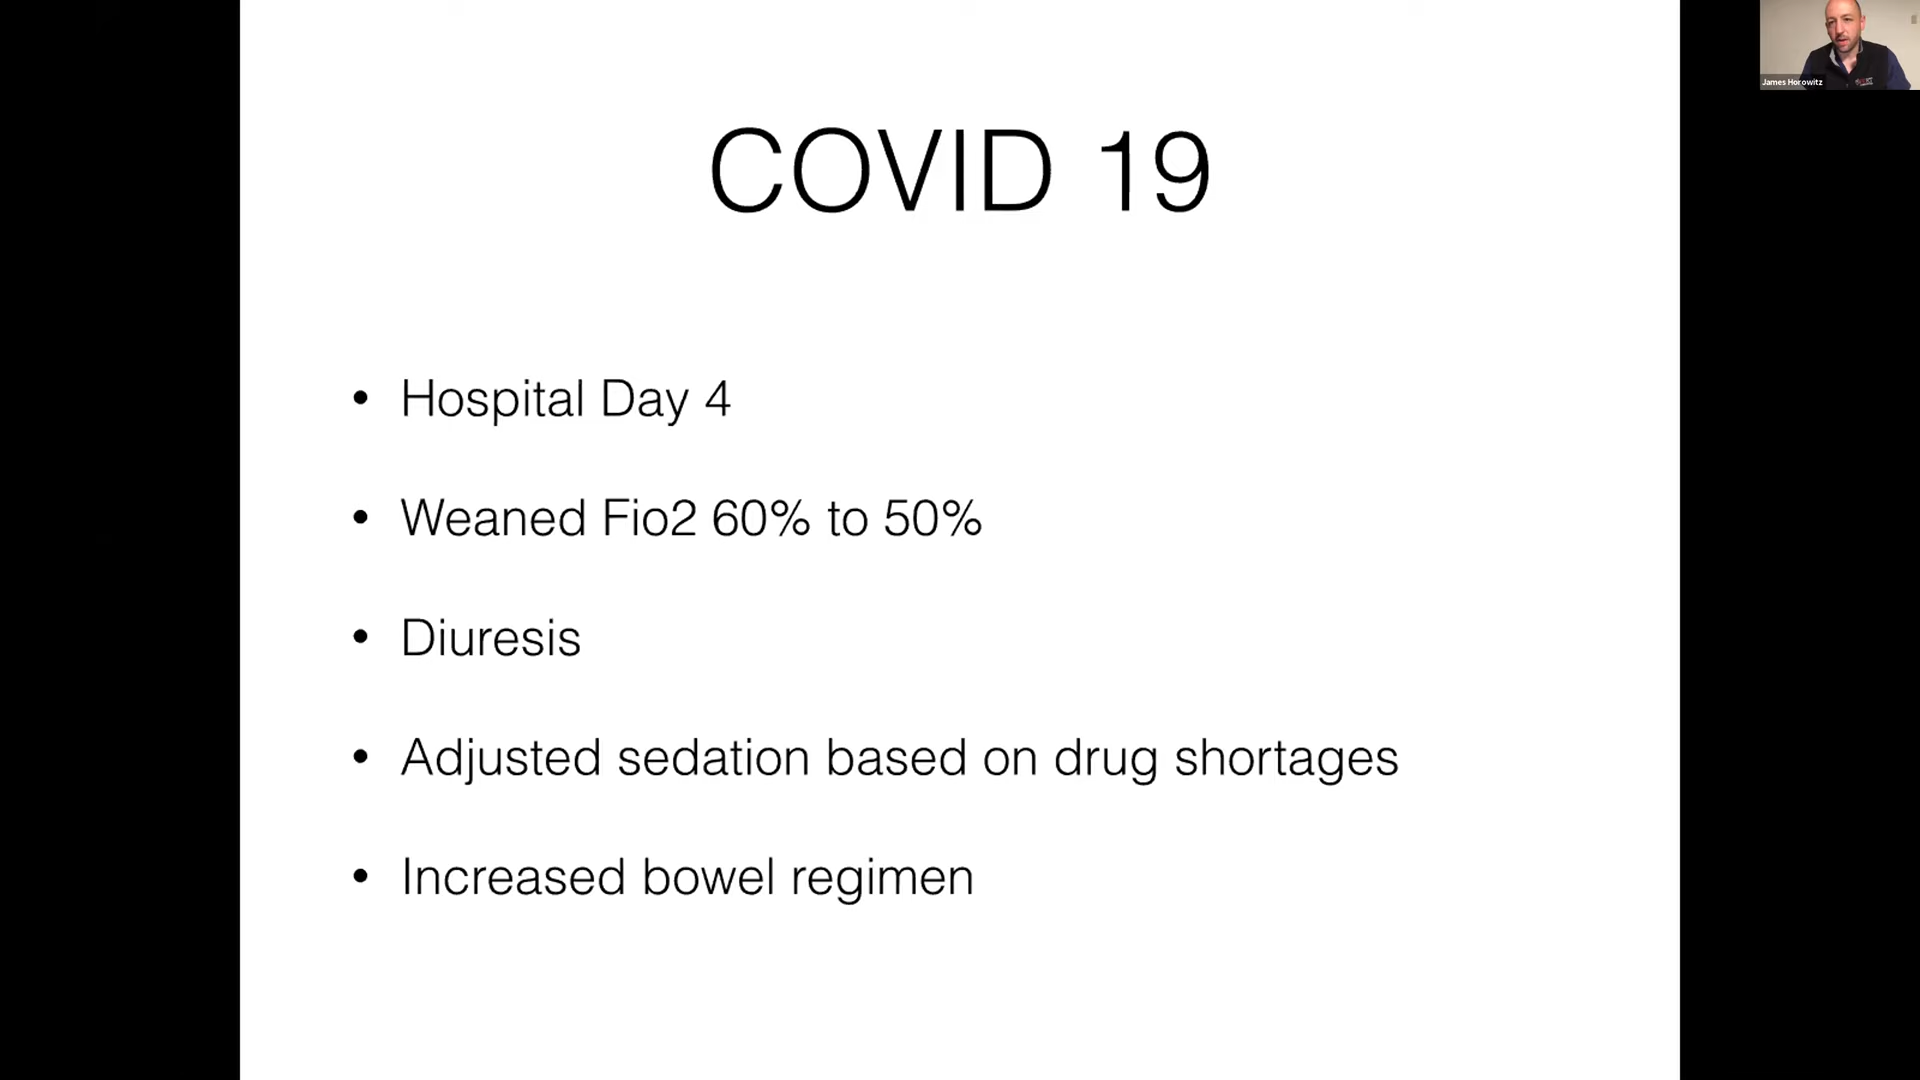 James Horowitz
COVID 19
• Hospital Day 4
• Weaned Fio2 60% to 50%
• Diuresis
• Adjusted sedation based on drug shortages
• Increased bowel regimen